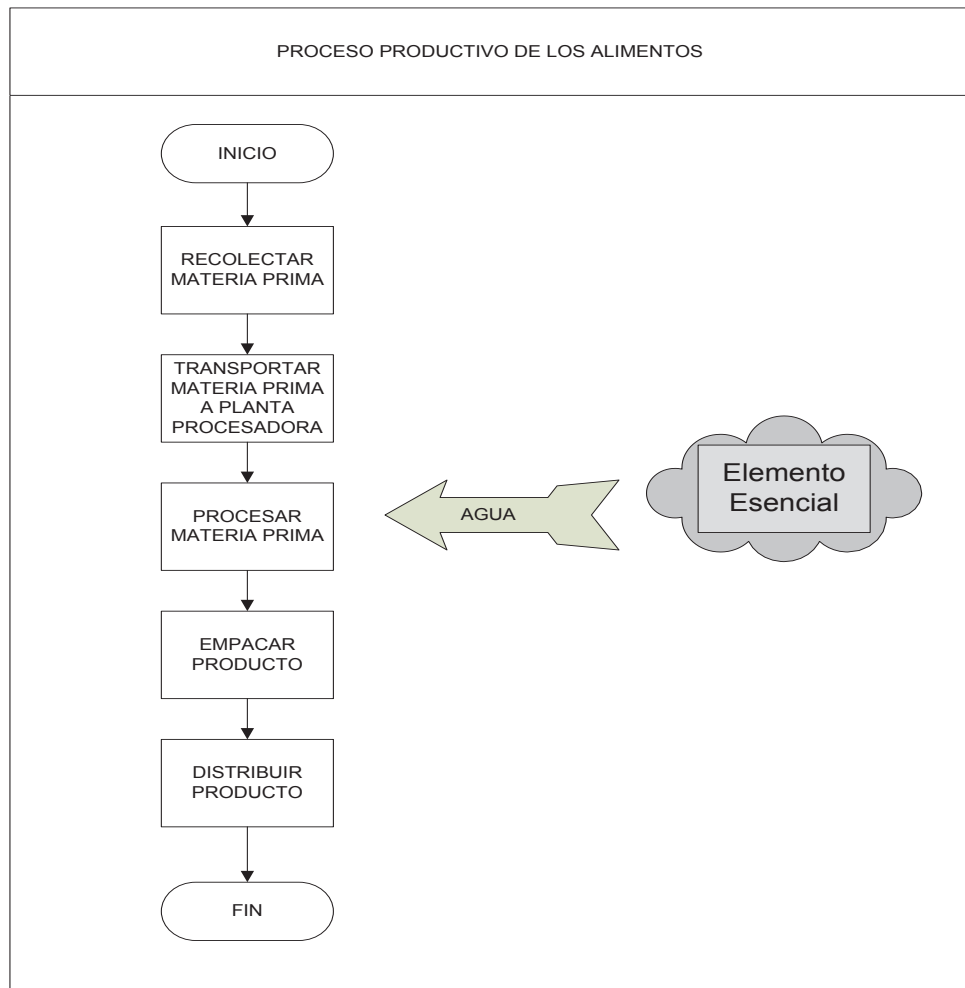 PROCESO PRODUCTIVO DE LOS ALIMENTOS
INICIO
RECOLECTAR
MATERIA PRIMA
TRANSPORTAR
MATERIA PRIMA
A PLANTA
PROCESADORA
PROCESAR
MATERIA PRIMA
AGUA
Elemento
Esencial
EMPACAR
PRODUCTO
DISTRIBUIR
PRODUCTO
FIN